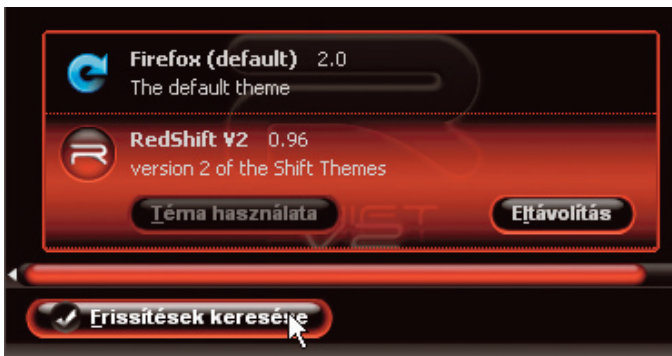 Firefox (default) 2.0
The default theme
RedShift V2 0.96
version 2 of the Shift Themes
Téma használata
Eltávolítás
Frissítések keresése